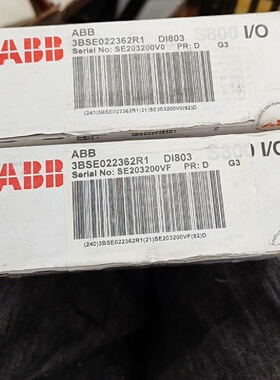 ABB
ABB
3BSE022362R1 DI803
S800 I/O
Serial No: SE203200V0 PR: D G3
(240)3BSE022362R1(21)SE203200V0(92)D
ABB
ABB
3BSE022362R1 DI803
S800 I/O
Serial No: SE203200VF PR: D G3
(240)3BSE022362R1(21)SE203200VF(92)D